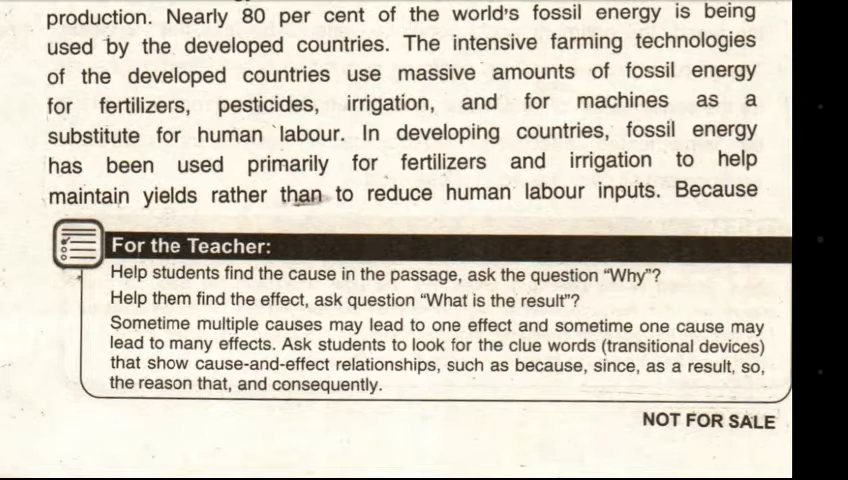 production. Nearly 80 per cent of the world's fossil energy is being
used by the developed countries. The intensive farming technologies
of the developed countries use massive amounts of fossil energy
for fertilizers, pesticides, irrigation, and for machines as a
substitute for human labour. In developing countries, fossil energy
has been used primarily for fertilizers and irrigation to help
maintain yields rather than to reduce human labour inputs. Because
For the Teacher:
Help students find the cause in the passage, ask the question “Why”?
Help them find the effect, ask question “What is the result”?
Sometime multiple causes may lead to one effect and sometime one cause may
lead to many effects. Ask students to look for the clue words (transitional devices)
that show cause-and-effect relationships, such as because, since, as a result, so,
the reason that, and consequently.
NOT FOR SALE